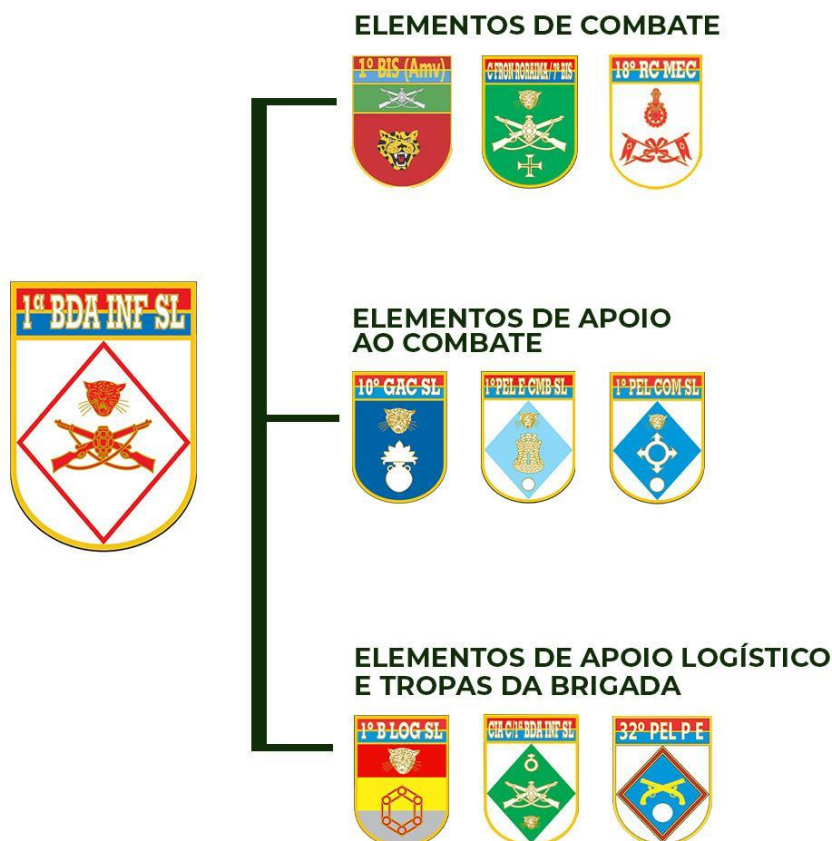 ELEMENTOS DE COMBATE
1º BIS (Amv)
C FRON RORAIMA / 7º BIS
18º RC MEC
1ª BDA INF SL
ELEMENTOS DE APOIO
AO COMBATE
10º GAC SL
1º PEL E CMB SL
1º PEL COM SL
ELEMENTOS DE APOIO LOGÍSTICO
E TROPAS DA BRIGADA
1º B LOG SL
CIA C/1ª BDA INF SL
32º PEL P E